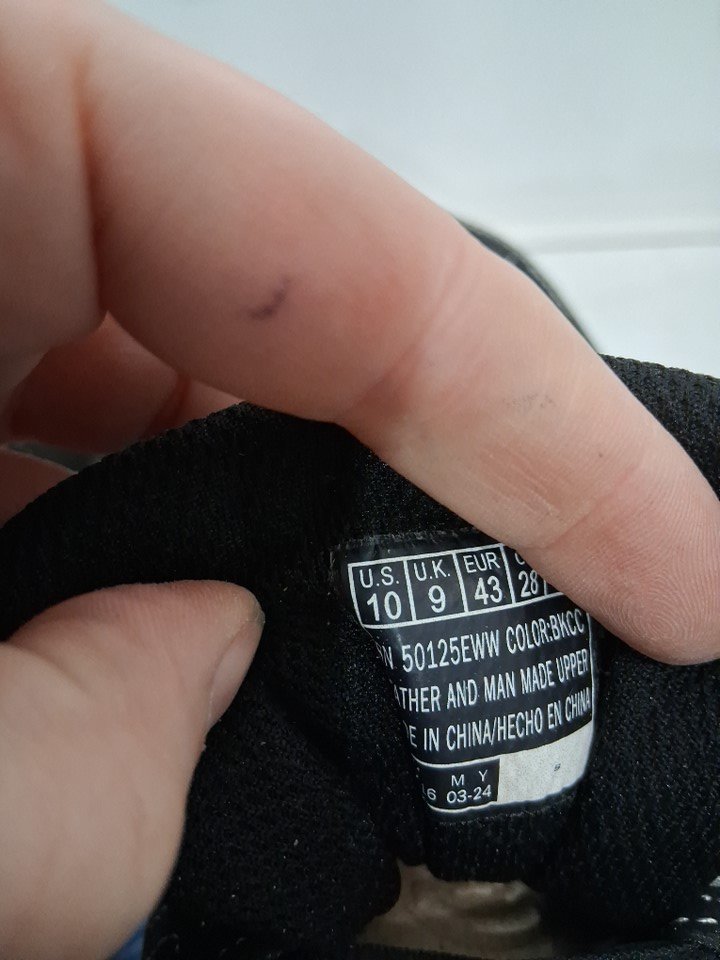 U.S. U.K. EUR
10 9 43 28
50125EWW COLOR:BKCC
AND MAN MADE UPPER
IN CHINA/HECHO EN CHINA
M Y
03-24